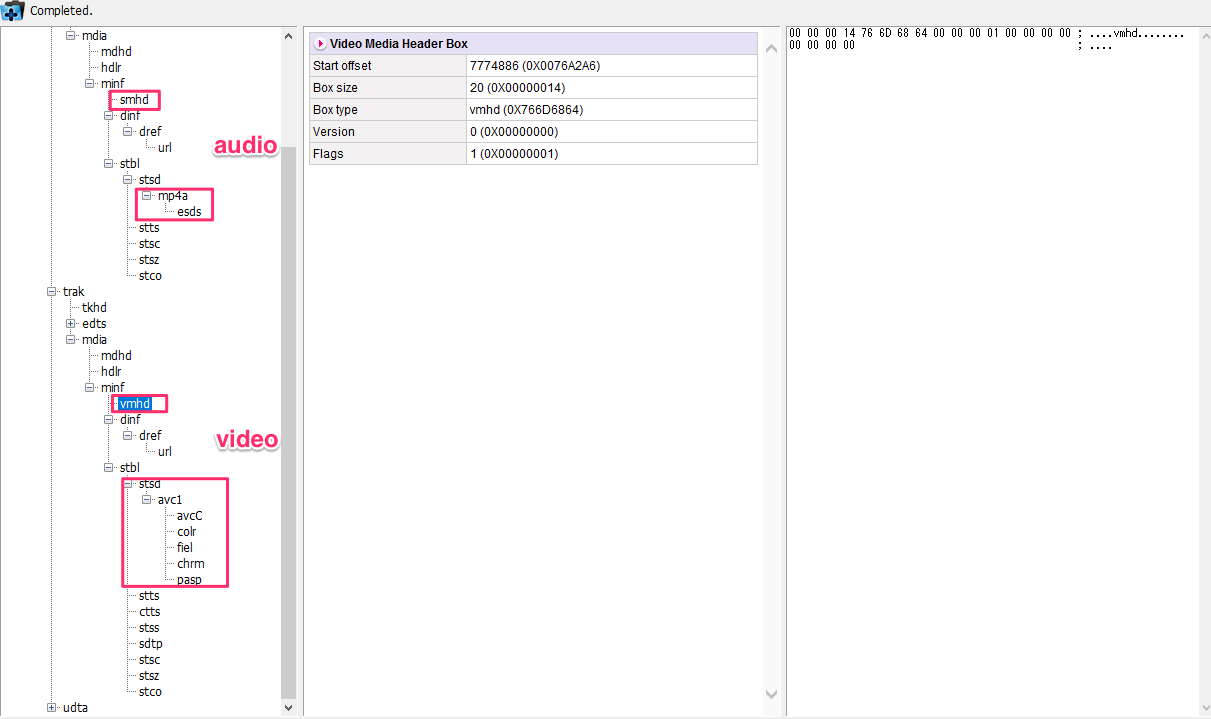 Completed.
mdia
mdhd
hdlr
minf
smhd
dinf
dref
url
audio
stbl
stsd
mp4a
esds
stts
stsc
stsz
stco
trak
tkhd
edts
mdia
mdhd
hdlr
minf
vmhd
dinf
dref
url
video
stbl
stsd
avc1
avcC
colr
fiel
chrm
pasp
stts
ctts
stss
sdtp
stsc
stsz
stco
udta
Video Media Header Box
Start offset 7774886 (0X0076A2A6)
Box size 20 (0X00000014)
Box type vmhd (0X766D6864)
Version 0 (0X00000000)
Flags 1 (0X00000001)
00 00 00 14 76 6D 68 64 00 00 00 01 00 00 00 00 ; ....vmhd........
00 00 00 00 ; ....